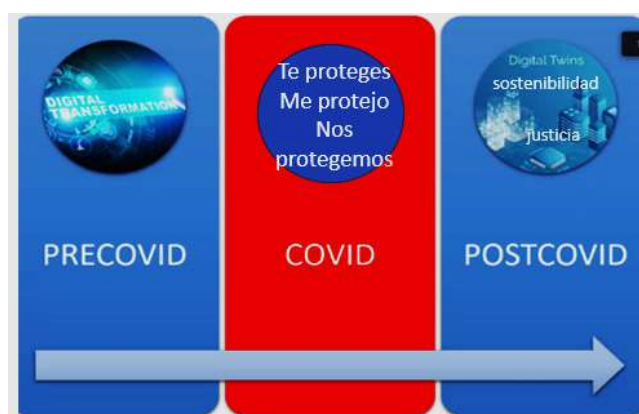 DIGITAL
TRANSFORMATION
PRECOVID
Te proteges
Me protejo
Nos
protegemos
COVID
Digital Twins
sostenibilidad
justicia
POSTCOVID